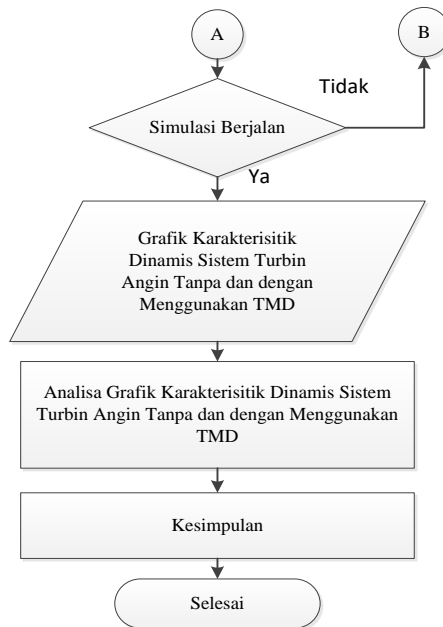 A
B
Tidak
Simulasi Berjalan
Ya
Grafik Karakterisitik
Dinamis Sistem Turbin
Angin Tanpa dan dengan
Menggunakan TMD
Analisa Grafik Karakterisitik Dinamis Sistem
Turbin Angin Tanpa dan dengan Menggunakan
TMD
Kesimpulan
Selesai